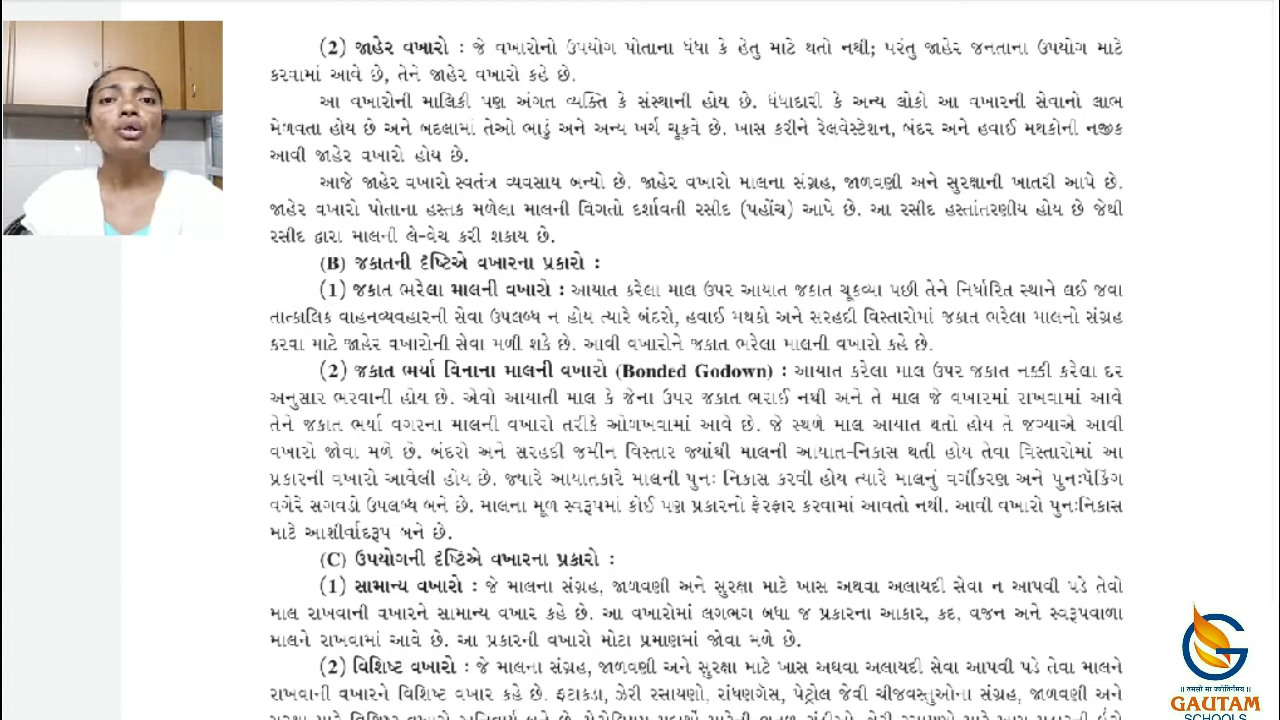 (2) જાહેર વખારો : જે વખારોનો ઉપયોગ પોતાના ધંધા કે હેતુ માટે થતો નથી; પરંતુ જાહેર જનતાના ઉપયોગ માટે
કરવામાં આવે છે, તેને જાહેર વખારો કહે છે.
આ વખારોની માલિકી પણ અંગત વ્યક્તિ કે સંસ્થાની હોય છે. ધંધાદારી કે અન્ય લોકો આ વખારની સેવાનો લાભ
મેળવતા હોય છે અને બદલામાં તેઓ ભાડું અને અન્ય ખર્ચ ચૂકવે છે. ખાસ કરીને રેલવેસ્ટેશન, બંદર અને હવાઈ મથકોની નજીક
આવી જાહેર વખારો હોય છે.
આજે જાહેર વખારો સ્વતંત્ર વ્યવસાય બન્યો છે. જાહેર વખારો માલના સંગ્રહ, જાળવણી અને સુરક્ષાની ખાતરી આપે છે.
જાહેર વખારો પોતાના હસ્તક મળેલા માલની વિગતો દર્શાવતી રસીદ (પહોંચ) આપે છે. આ રસીદ હસ્તાંતરણીય હોય છે જેથી
રસીદ દ્વારા માલની લે-વેચ કરી શકાય છે.
(B) જકાતની દૃષ્ટિએ વખારના પ્રકારો :
(1) જકાત ભરેલા માલની વખારો : આયાત કરેલા માલ ઉપર આયાત જકાત ચૂકવ્યા પછી તેને નિર્ધારિત સ્થાને લઈ જવા
તાત્કાલિક વાહનવ્યવહારની સેવા ઉપલબ્ધ ન હોય ત્યારે બંદરો, હવાઈ મથકો અને સરહદી વિસ્તારોમાં જકાત ભરેલા માલનો સંગ્રહ
કરવા માટે જાહેર વખારોની સેવા મળી શકે છે. આવી વખારોને જકાત ભરેલા માલની વખારો કહે છે.
(2) જકાત ભર્યા વિનાના માલની વખારો (Bonded Godown) : આયાત કરેલા માલ ઉપર જકાત નક્કી કરેલા દર
અનુસાર ભરવાની હોય છે. એવો આયાતી માલ કે જેના ઉપર જકાત ભરાઈ નથી અને તે માલ જે વખારમાં રાખવામાં આવે
તેને જકાત ભર્યા વગરના માલની વખારો તરીકે ઓળખવામાં આવે છે. જે સ્થળે માલ આયાત થતો હોય તે જગ્યાએ આવી
વખારો જોવા મળે છે. બંદરો અને સરહદી જમીન વિસ્તાર જ્યાંથી માલની આયાત-નિકાસ થતી હોય તેવા વિસ્તારોમાં આ
પ્રકારની વખારો આવેલી હોય છે. જ્યારે આયાતકારે માલની પુનઃ નિકાસ કરવી હોય ત્યારે માલનું વર્ગીકરણ અને પુનઃપૅકિંગ
વગેરે સગવડો ઉપલબ્ધ બને છે. માલના મૂળ સ્વરૂપમાં કોઈ પણ પ્રકારનો ફેરફાર કરવામાં આવતો નથી. આવી વખારો પુનઃનિકાસ
માટે આશીર્વાદરૂપ બને છે.
(C) ઉપયોગની દૃષ્ટિએ વખારના પ્રકારો :
(1) સામાન્ય વખારો : જે માલના સંગ્રહ, જાળવણી અને સુરક્ષા માટે ખાસ અથવા અલાયદી સેવા ન આપવી પડે તેવો
માલ રાખવાની વખારને સામાન્ય વખાર કહે છે. આ વખારોમાં લગભગ બધા જ પ્રકારના આકાર, કદ, વજન અને સ્વરૂપવાળા
માલને રાખવામાં આવે છે. આ પ્રકારની વખારો મોટા પ્રમાણમાં જોવા મળે છે.
(2) વિશિષ્ટ વખારો : જે માલના સંગ્રહ, જાળવણી અને સુરક્ષા માટે ખાસ અથવા અલાયદી સેવા આપવી પડે તેવા માલને
રાખવાની વખારને વિશિષ્ટ વખાર કહે છે. ફટાકડા, ઝેરી રસાયણો, રાંધણગૅસ, પેટ્રોલ જેવી ચીજવસ્તુઓના સંગ્રહ, જાળવણી અને
॥ तमसो मा ज्योतिर्गमय ॥
GAUTAM
SCHOOLS